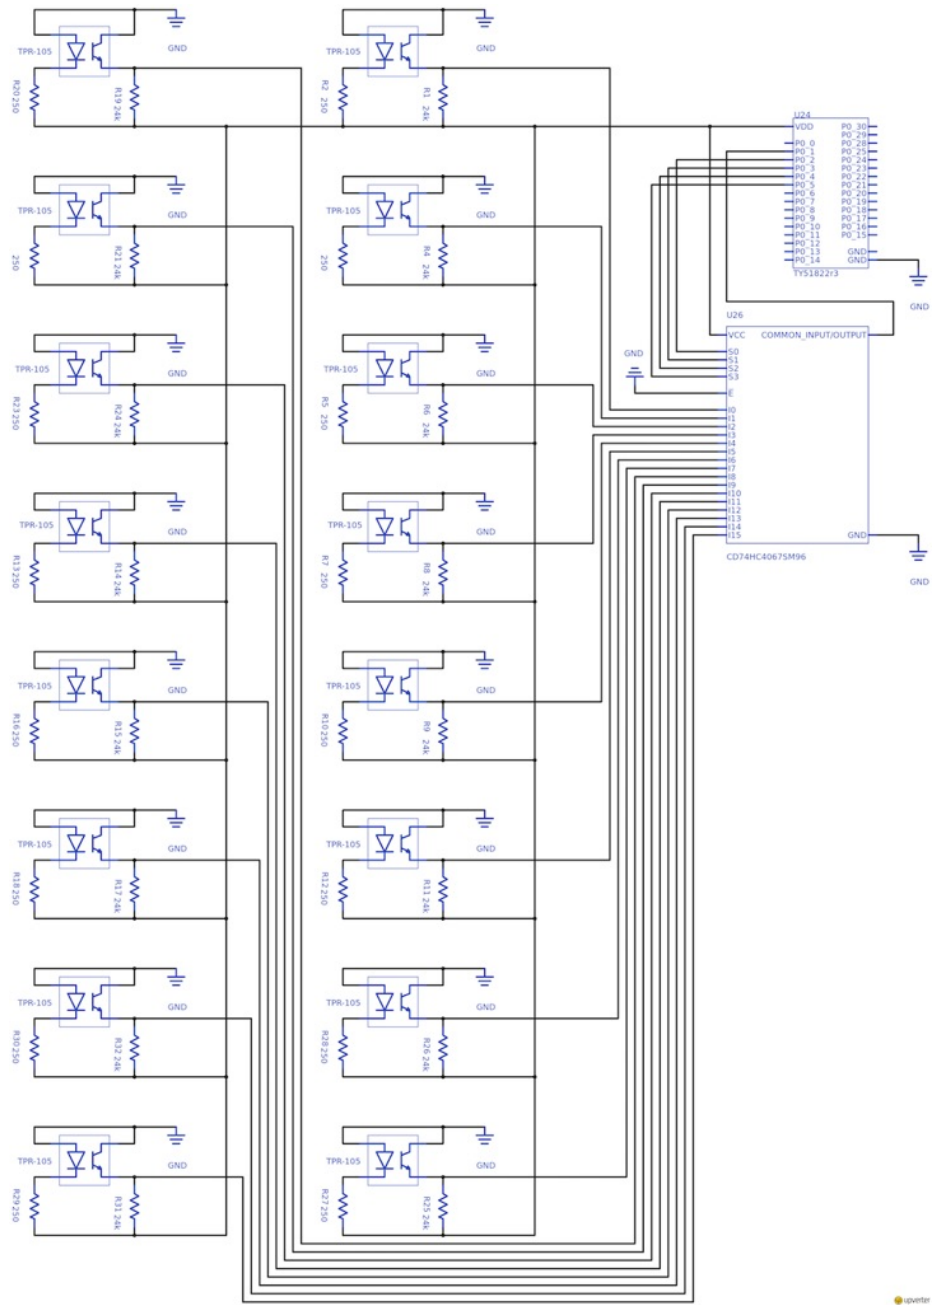 TPR-105
GND
R20 250
R19 24k
TPR-105
GND
R2 250
R1 24k
TPR-105
GND
250
R21 24k
TPR-105
GND
250
R4 24k
TPR-105
GND
R23 250
R24 24k
TPR-105
GND
R5 250
R6 24k
TPR-105
GND
R13 250
R14 24k
TPR-105
GND
R7 250
R8 24k
TPR-105
GND
R16 250
R15 24k
TPR-105
GND
R10 250
R9 24k
TPR-105
GND
R18 250
R17 24k
TPR-105
GND
R12 250
R11 24k
TPR-105
GND
R30 250
R32 24k
TPR-105
GND
R28 250
R26 24k
TPR-105
GND
R29 250
R31 24k
TPR-105
GND
R27 250
R25 24k
U24
VDD P0_30
P0_29
P0_0 P0_28
P0_1 P0_25
P0_2 P0_24
P0_3 P0_23
P0_4 P0_22
P0_5 P0_21
P0_6 P0_20
P0_7 P0_19
P0_8 P0_18
P0_9 P0_17
P0_10 P0_16
P0_11 P0_15
P0_12
P0_13 GND
P0_14 GND
TY51822r3
GND
U26
VCC COMMON_INPUT/OUTPUT
S0
S1
S2
S3
GND
E
I0
I1
I2
I3
I4
I5
I6
I7
I8
I9
I10
I11
I12
I13
I14
I15 GND
CD74HC4067SM96
GND
upverter